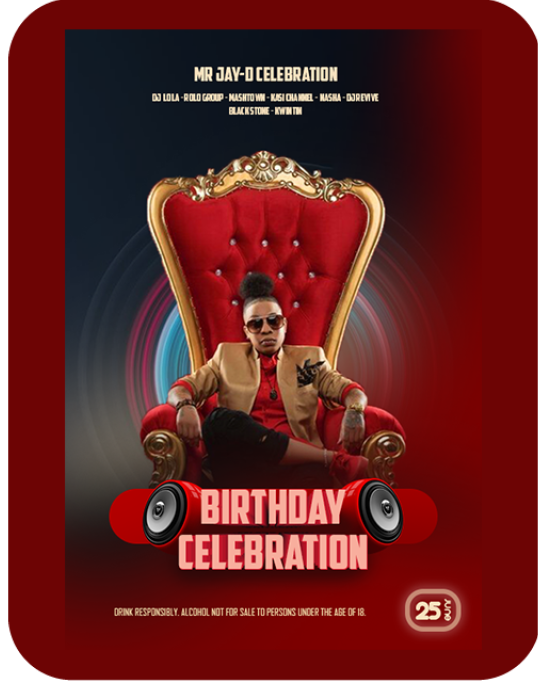 MR JAY-D CELEBRATION
DJ LOLA - ROLO GROUP - MASHTOWN - KASI CHANNEL - NASHA - DJ REVIVE
BLACKSTONE - KWINTIN
BIRTHDAY
CELEBRATION
DRINK RESPONSIBLY. ALCOHOL NOT FOR SALE TO PERSONS UNDER THE AGE OF 18.
25